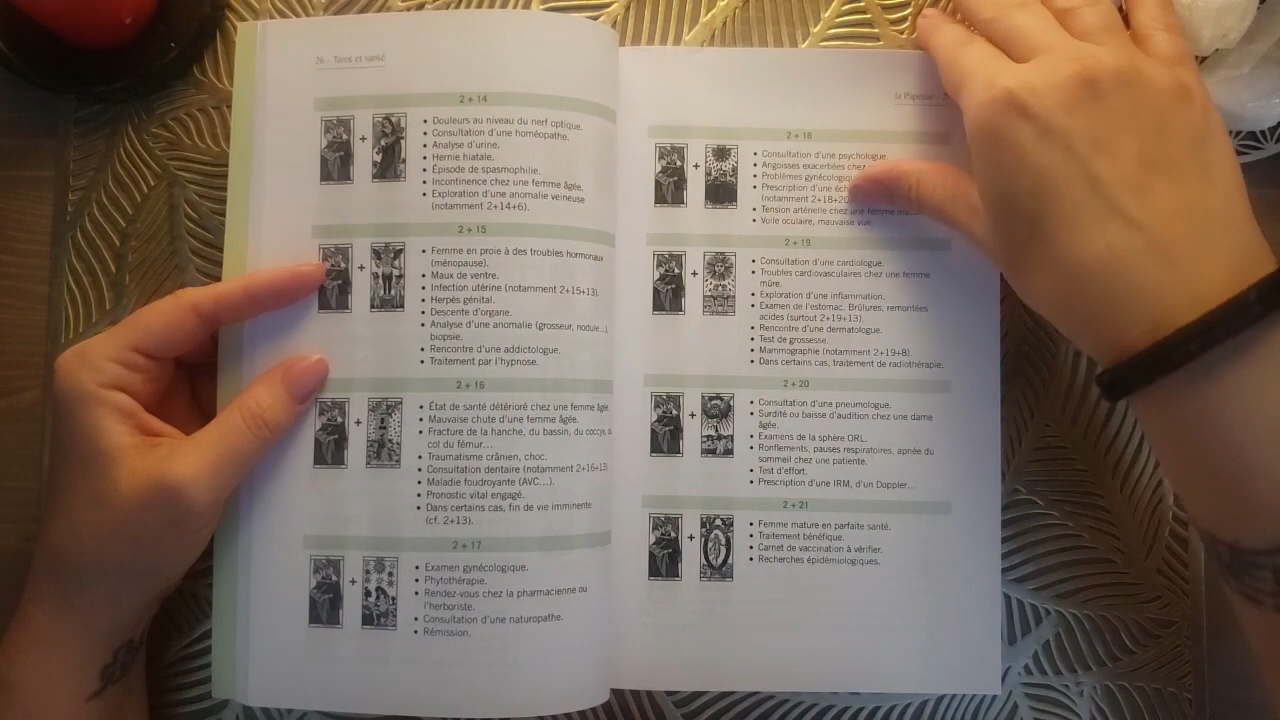 26 – Tarot et santé
2 + 14
+
• Douleurs au niveau du nerf optique.
• Consultation d'une homéopathe.
• Analyse d'urine.
• Hernie hiatale.
• Épisode de spasmophilie.
• Incontinence chez une femme âgée.
• Exploration d'une anomalie veineuse
(notamment 2+14+6).
2 + 15
+
• Femme en proie à des troubles hormonaux
(ménopause).
• Maux de ventre.
• Infection utérine (notamment 2+15+13).
• Herpès génital.
• Descente d'organe.
• Analyse d'une anomalie (grosseur, nodule...),
biopsie.
• Rencontre d'une addictologue.
• Traitement par l'hypnose.
2 + 16
+
• État de santé détérioré chez une femme âgée.
• Mauvaise chute d'une femme âgée.
• Fracture de la hanche, du bassin, du coccyx,
col du fémur...
• Traumatisme crânien, choc.
• Consultation dentaire (notamment 2+16+13
• Maladie foudroyante (AVC...).
• Pronostic vital engagé.
• Dans certains cas, fin de vie imminente
(cf. 2+13).
2 + 17
+
• Examen gynécologique.
• Phytothérapie.
• Rendez-vous chez la pharmacienne ou
l'herboriste.
• Consultation d'une naturopathe.
• Rémission.
la Papesse –
2 + 18
+
• Consultation d'une psychologue.
• Angoisses exacerbées chez
• Problèmes
• Prescription d'une
(notamment 2+18+20)
• Tension artérielle chez une femme
• Voile oculaire, mauvaise vue.
2 + 19
+
• Consultation d'une cardiologue.
• Troubles cardiovasculaires chez une femme
mûre.
• Exploration d'une inflammation.
• Examen de l'estomac. Brûlures, remontées
acides (surtout 2+19+13).
• Rencontre d'une dermatologue.
• Test de grossesse.
• Mammographie (notamment 2+19+8).
• Dans certains cas, traitement de radiothérapie.
2 + 20
+
• Consultation d'une pneumologue.
• Surdité ou baisse d'audition chez une dame
âgée.
• Examens de la sphère ORL.
• Ronflements, pauses respiratoires, apnée du
sommeil chez une patiente.
• Test d'effort.
• Prescription d'une IRM, d'un Doppler...
2 + 21
+
• Femme mature en parfaite santé.
• Traitement bénéfique.
• Carnet de vaccination à vérifier.
• Recherches épidémiologiques.